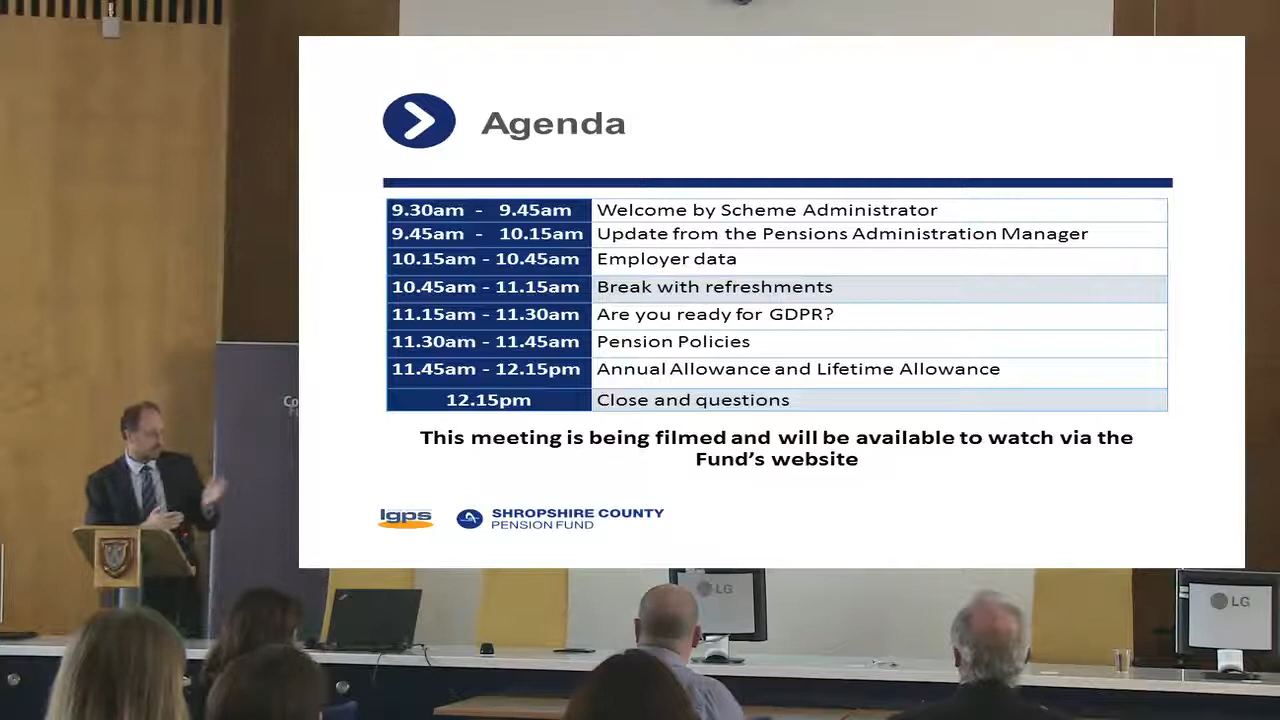 Agenda
9.30am - 9.45am Welcome by Scheme Administrator
9.45am - 10.15am Update from the Pensions Administration Manager
10.15am - 10.45am Employer data
10.45am - 11.15am Break with refreshments
11.15am - 11.30am Are you ready for GDPR?
11.30am - 11.45am Pension Policies
11.45am - 12.15pm Annual Allowance and Lifetime Allowance
12.15pm Close and questions
This meeting is being filmed and will be available to watch via the
Fund's website
lgps
SHROPSHIRE COUNTY
PENSION FUND
LG
LG